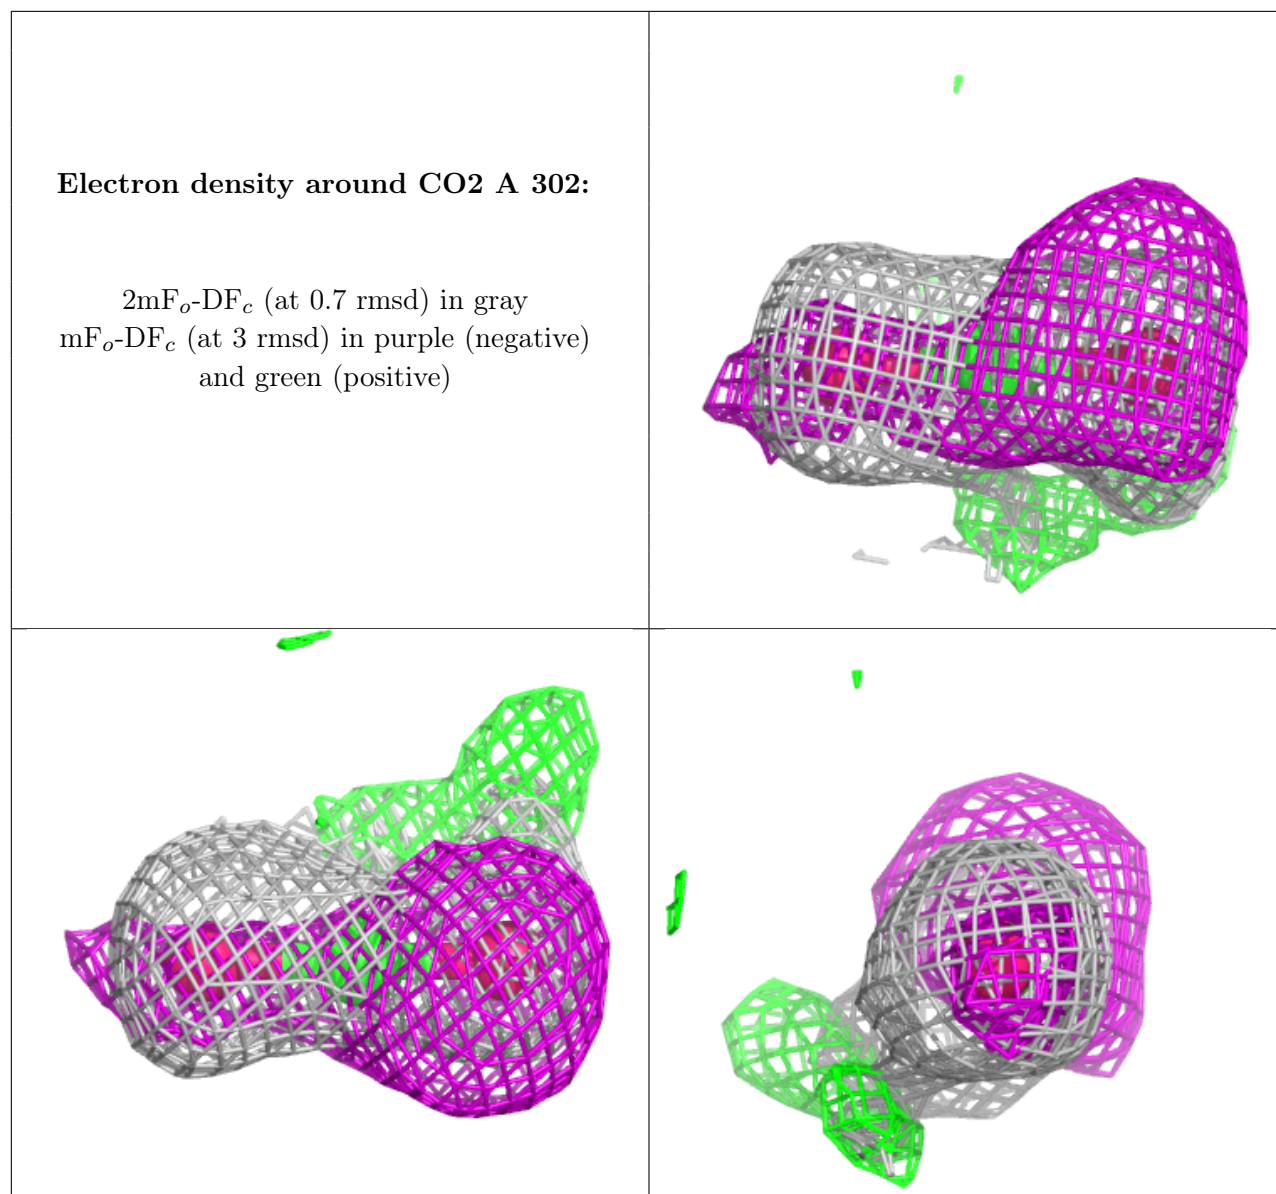 Electron density around CO2 A 302:
2mFo-DFc (at 0.7 rmsd) in gray
mFo-DFc (at 3 rmsd) in purple (negative)
and green (positive)